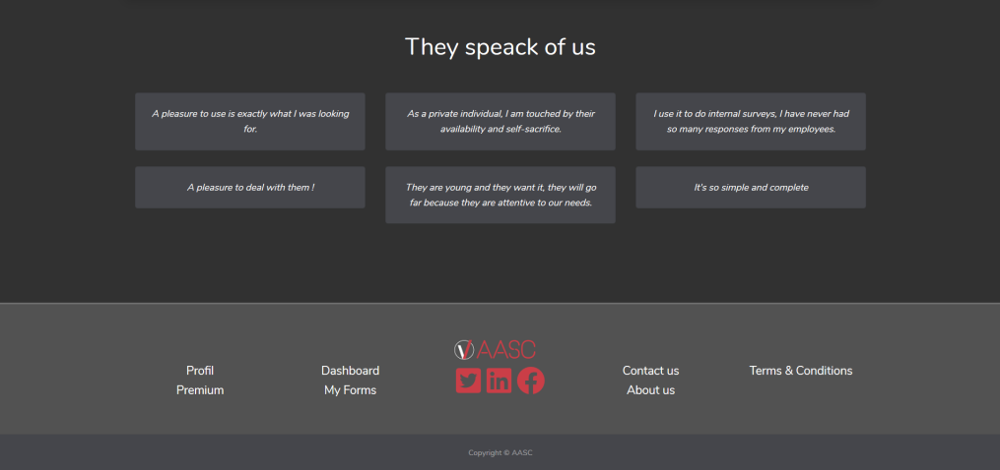 They speack of us
A pleasure to use is exactly what I was looking
for.
As a private individual, I am touched by their
availability and self-sacrifice.
I use it to do internal surveys, I have never had
so many responses from my employees.
A pleasure to deal with them !
They are young and they want it, they will go
far because they are attentive to our needs.
It's so simple and complete
AASC
Profil
Premium
Dashboard
My Forms
Contact us
About us
Terms & Conditions
Copyright © AASC